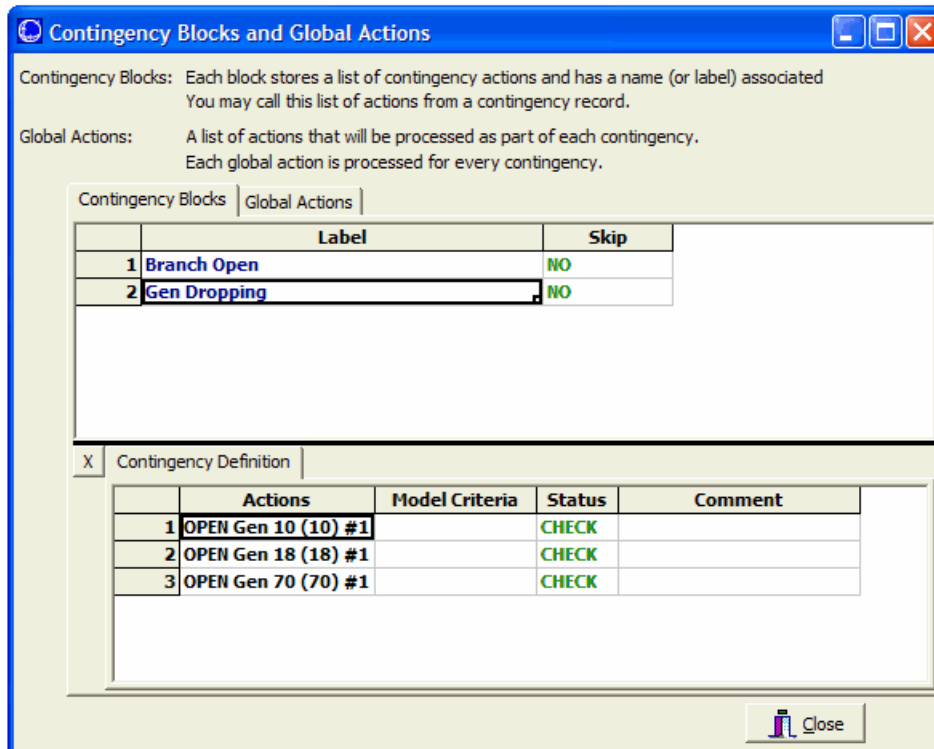 Contingency Blocks and Global Actions
Contingency Blocks: Each block stores a list of contingency actions and has a name (or label) associated
You may call this list of actions from a contingency record.
Global Actions: A list of actions that will be processed as part of each contingency.
Each global action is processed for every contingency.
Contingency Blocks Global Actions
Label Skip
1 Branch Open NO
2 Gen Dropping NO
X Contingency Definition
Actions Model Criteria Status Comment
1 OPEN Gen 10 (10) #1 CHECK
2 OPEN Gen 18 (18) #1 CHECK
3 OPEN Gen 70 (70) #1 CHECK
Close